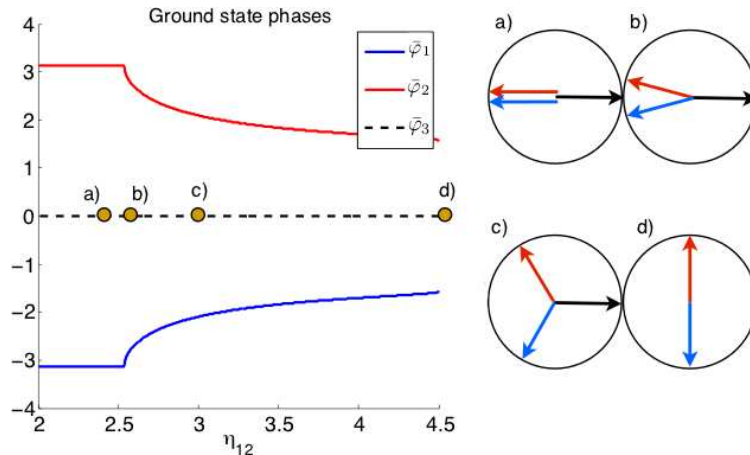 Ground state phases
4
3
2
1
0
-1
-2
-3
-4
2
2.5
3
3.5
4
4.5
η12
φ̄1
φ̄2
φ̄3
a)
b)
c)
d)
a)
b)
c)
d)